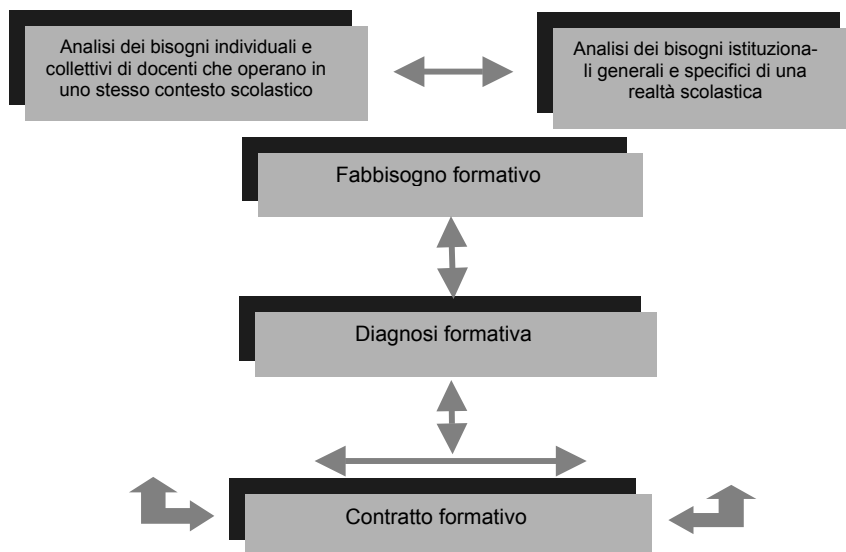 Analisi dei bisogni individuali e
collettivi di docenti che operano in
uno stesso contesto scolastico
Analisi dei bisogni istituziona-
li generali e specifici di una
realtà scolastica
Fabbisogno formativo
Diagnosi formativa
Contratto formativo